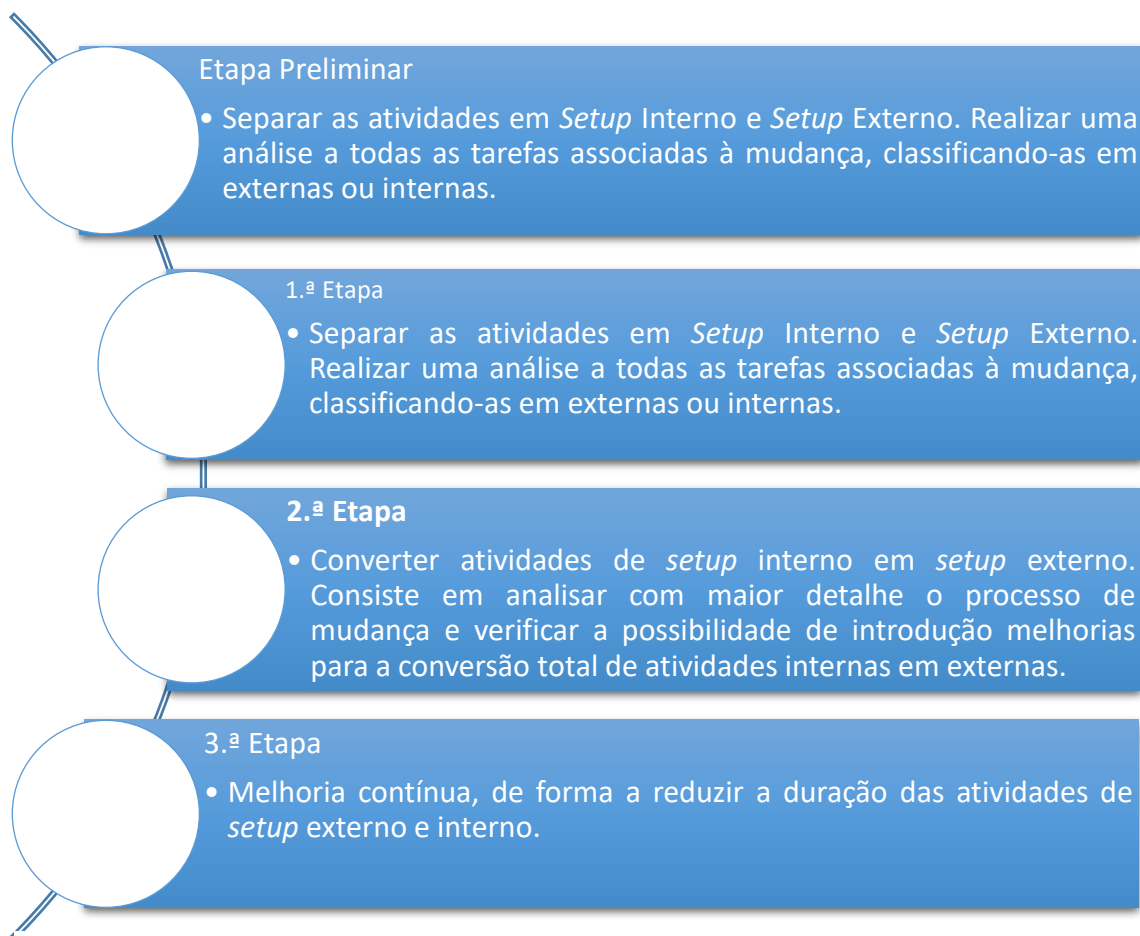 Etapa Preliminar
• Separar as atividades em Setup Interno e Setup Externo. Realizar uma
análise a todas as tarefas associadas à mudança, classificando-as em
externas ou internas.
1.ª Etapa
• Separar as atividades em Setup Interno e Setup Externo.
Realizar uma análise a todas as tarefas associadas à mudança,
classificando-as em externas ou internas.
2.ª Etapa
• Converter atividades de setup interno em setup externo.
Consiste em analisar com maior detalhe o processo de
mudança e verificar a possibilidade de introdução melhorias
para a conversão total de atividades internas em externas.
3.ª Etapa
• Melhoria contínua, de forma a reduzir a duração das atividades de
setup externo e interno.